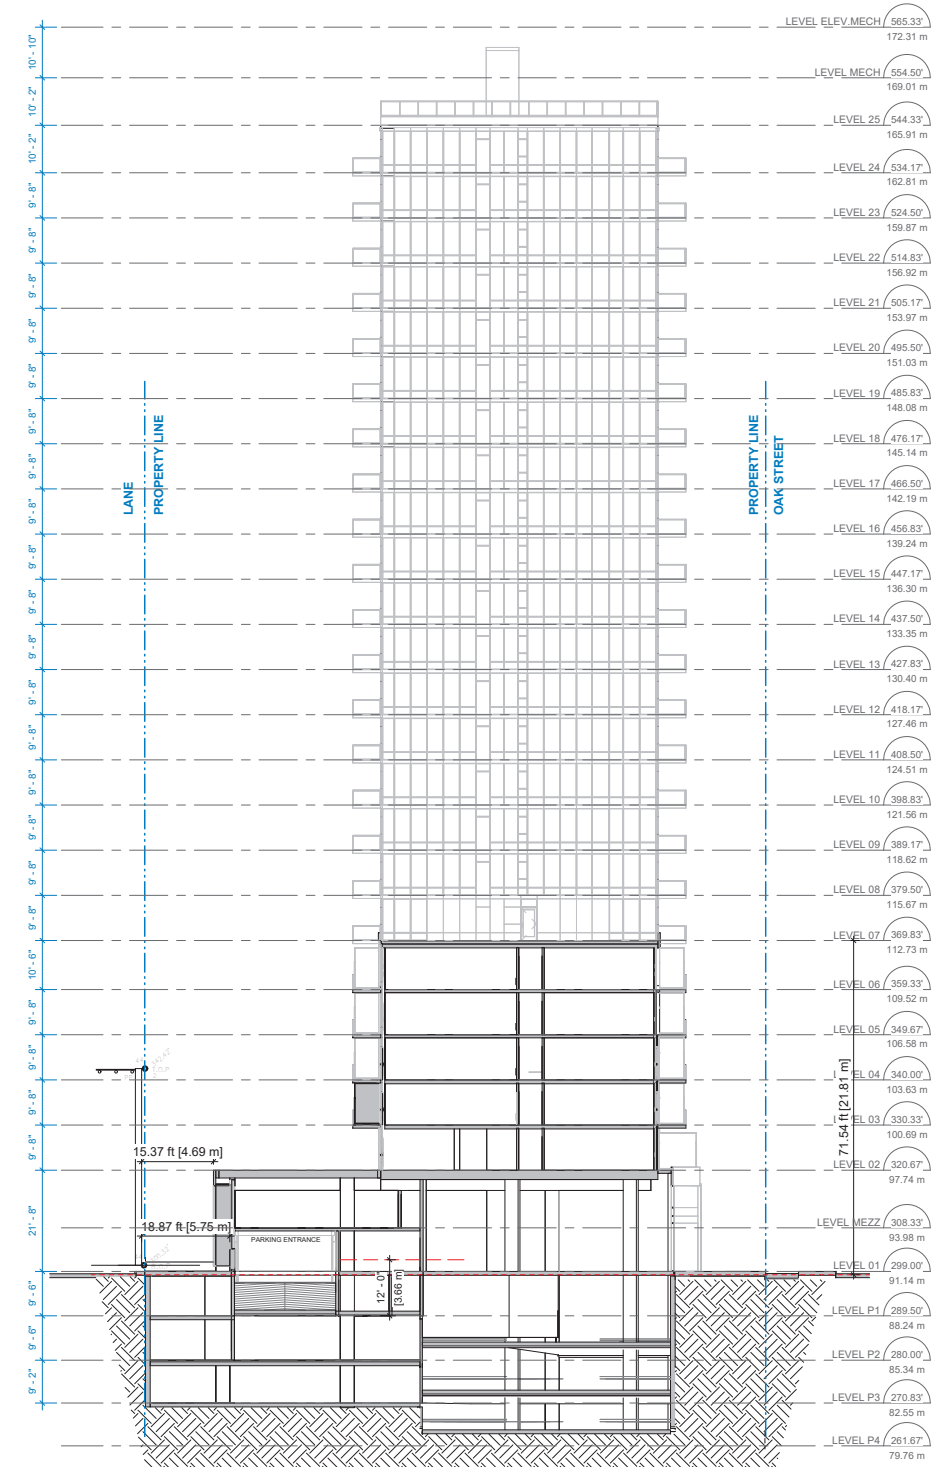 LEVEL ELEV.MECH 565.33'
172.31 m
10' - 10"
LEVEL MECH 554.50'
169.01 m
10' - 2"
LEVEL 25 544.33'
165.91 m
10' - 2"
LEVEL 24 534.17'
162.81 m
9' - 8"
LEVEL 23 524.50'
159.87 m
9' - 8"
LEVEL 22 514.83'
156.92 m
9' - 8"
LEVEL 21 505.17'
153.97 m
9' - 8"
LEVEL 20 495.50'
151.03 m
9' - 8"
LEVEL 19 485.83'
148.08 m
9' - 8"
LANE
PROPERTY LINE
PROPERTY LINE
OAK STREET
LEVEL 18 476.17'
145.14 m
9' - 8"
LEVEL 17 466.50'
142.19 m
9' - 8"
LEVEL 16 456.83'
139.24 m
9' - 8"
LEVEL 15 447.17'
136.30 m
9' - 8"
LEVEL 14 437.50'
133.35 m
9' - 8"
LEVEL 13 427.83'
130.40 m
9' - 8"
LEVEL 12 418.17'
127.46 m
9' - 8"
LEVEL 11 408.50'
124.51 m
9' - 8"
LEVEL 10 398.83'
121.56 m
9' - 8"
LEVEL 09 389.17'
118.62 m
9' - 8"
LEVEL 08 379.50'
115.67 m
9' - 8"
LEVEL 07 369.83'
112.73 m
10' - 6"
LEVEL 06 359.33'
109.52 m
9' - 8"
LEVEL 05 349.67'
106.58 m
9' - 8"
LEVEL 04 340.00'
103.63 m
9' - 8"
71.54 ft [21.81 m]
LEVEL 03 330.33'
100.69 m
9' - 8"
15.37 ft [4.69 m]
LEVEL 02 320.67'
97.74 m
21' - 8"
18.87 ft [5.75 m]
PARKING ENTRANCE
LEVEL MEZZ 308.33'
93.98 m
LEVEL 01 299.00'
91.14 m
9' - 6"
12' - 0"
[3.66 m]
LEVEL P1 289.50'
88.24 m
9' - 6"
LEVEL P2 280.00'
85.34 m
9' - 2"
LEVEL P3 270.83'
82.55 m
LEVEL P4 261.67'
79.76 m